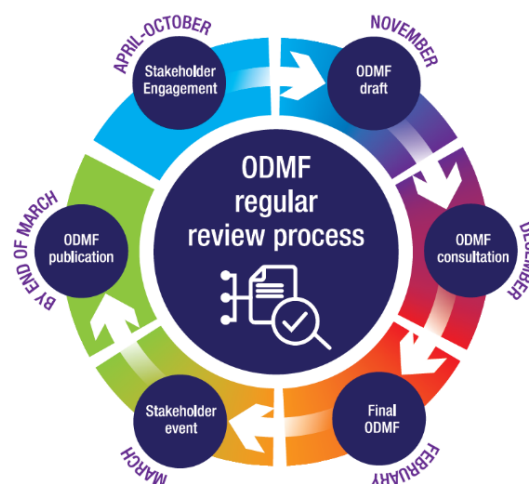 ODMF
regular
review process
APRIL-OCTOBER
Stakeholder
Engagement
NOVEMBER
ODMF
draft
DECEMBER
ODMF
consultation
FEBRUARY
Final
ODMF
MARCH
Stakeholder
event
BY END OF MARCH
ODMF
publication